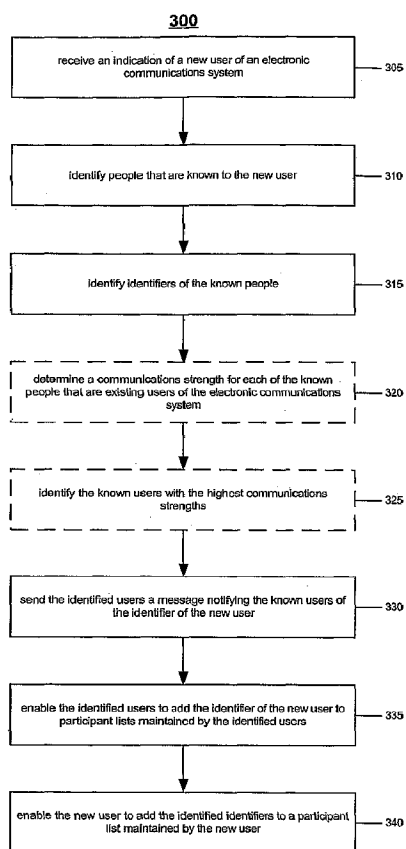 300
receive an indication of a new user of an electronic
communications system
305
identify people that are known to the new user
310
identify identifiers of the known people
315
determine a communications strength for each of the known
people that are existing users of the electronic communications
system
320
identify the known users with the highest communications
strengths
325
send the identified users a message notifying the known users of
the identifier of the new user
330
enable the identified users to add the identifier of the new user to
participant lists maintained by the identified users
335
enable the new user to add the identified identifiers to a participant
list maintained by the new user
340